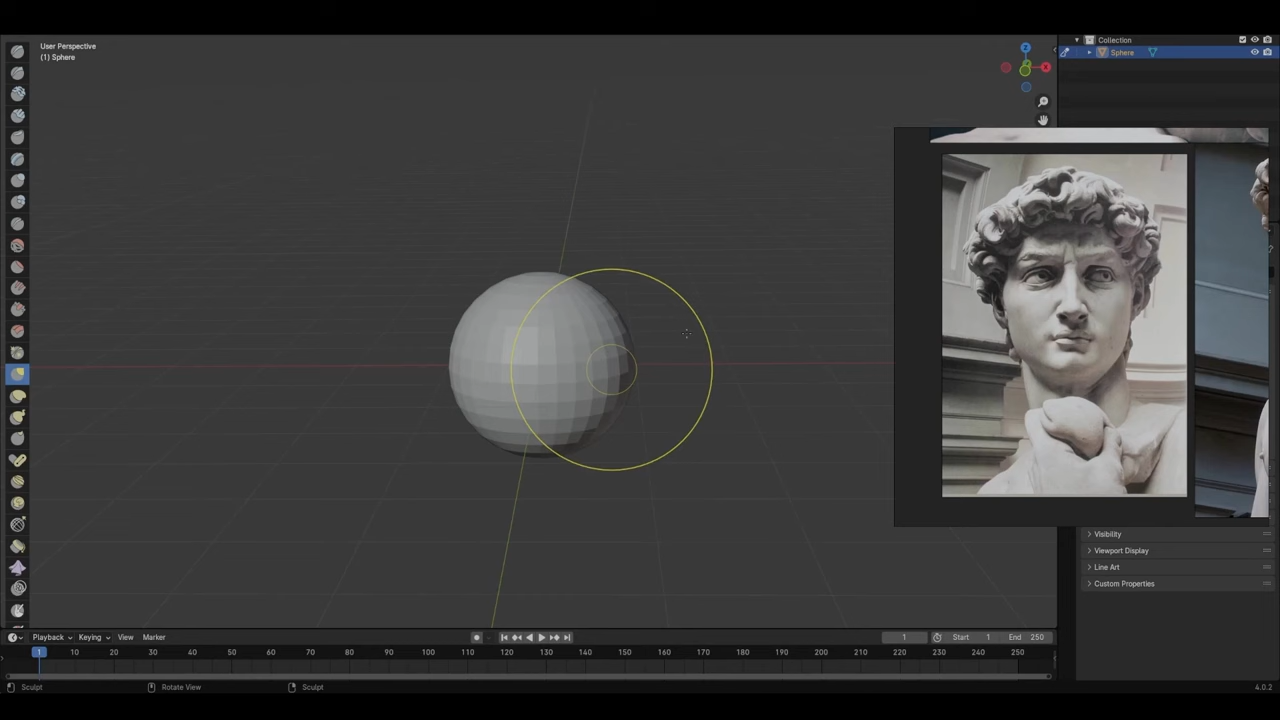 User Perspective
(1) Sphere
Z
X
Collection
Sphere
Visibility
Viewport Display
Line Art
Custom Properties
Playback Keying View Marker
1 Start 1 End 250
1 10 20 30 40 50 60 70 80 90 100 110 120 130 140 150 160 170 180 190 200 210 220 230 240 250
Sculpt Rotate View Sculpt 4.0.2